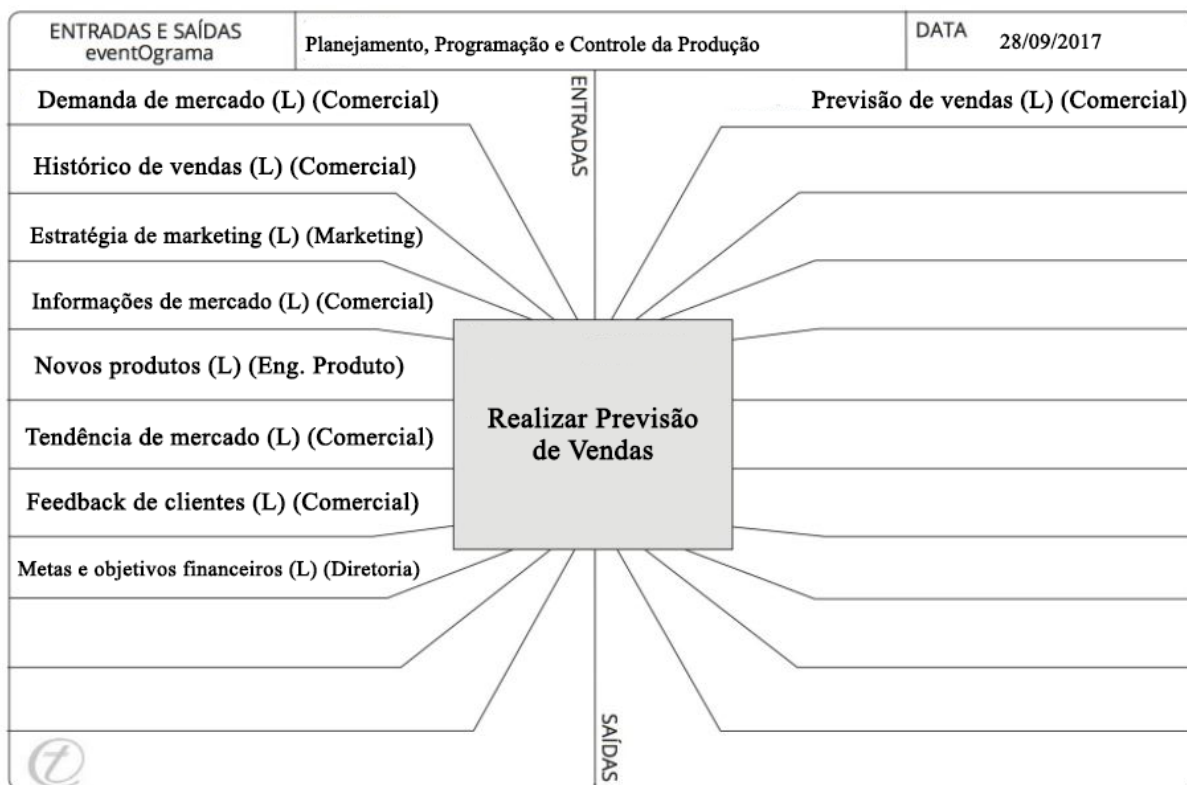 ENTRADAS E SAÍDAS
eventOgrama
Planejamento, Programação e Controle da Produção
DATA
28/09/2017
ENTRADAS
Demanda de mercado (L) (Comercial)
Histórico de vendas (L) (Comercial)
Estratégia de marketing (L) (Marketing)
Informações de mercado (L) (Comercial)
Novos produtos (L) (Eng. Produto)
Tendência de mercado (L) (Comercial)
Feedback de clientes (L) (Comercial)
Metas e objetivos financeiros (L) (Diretoria)
Realizar Previsão
de Vendas
Previsão de vendas (L) (Comercial)
SAÍDAS